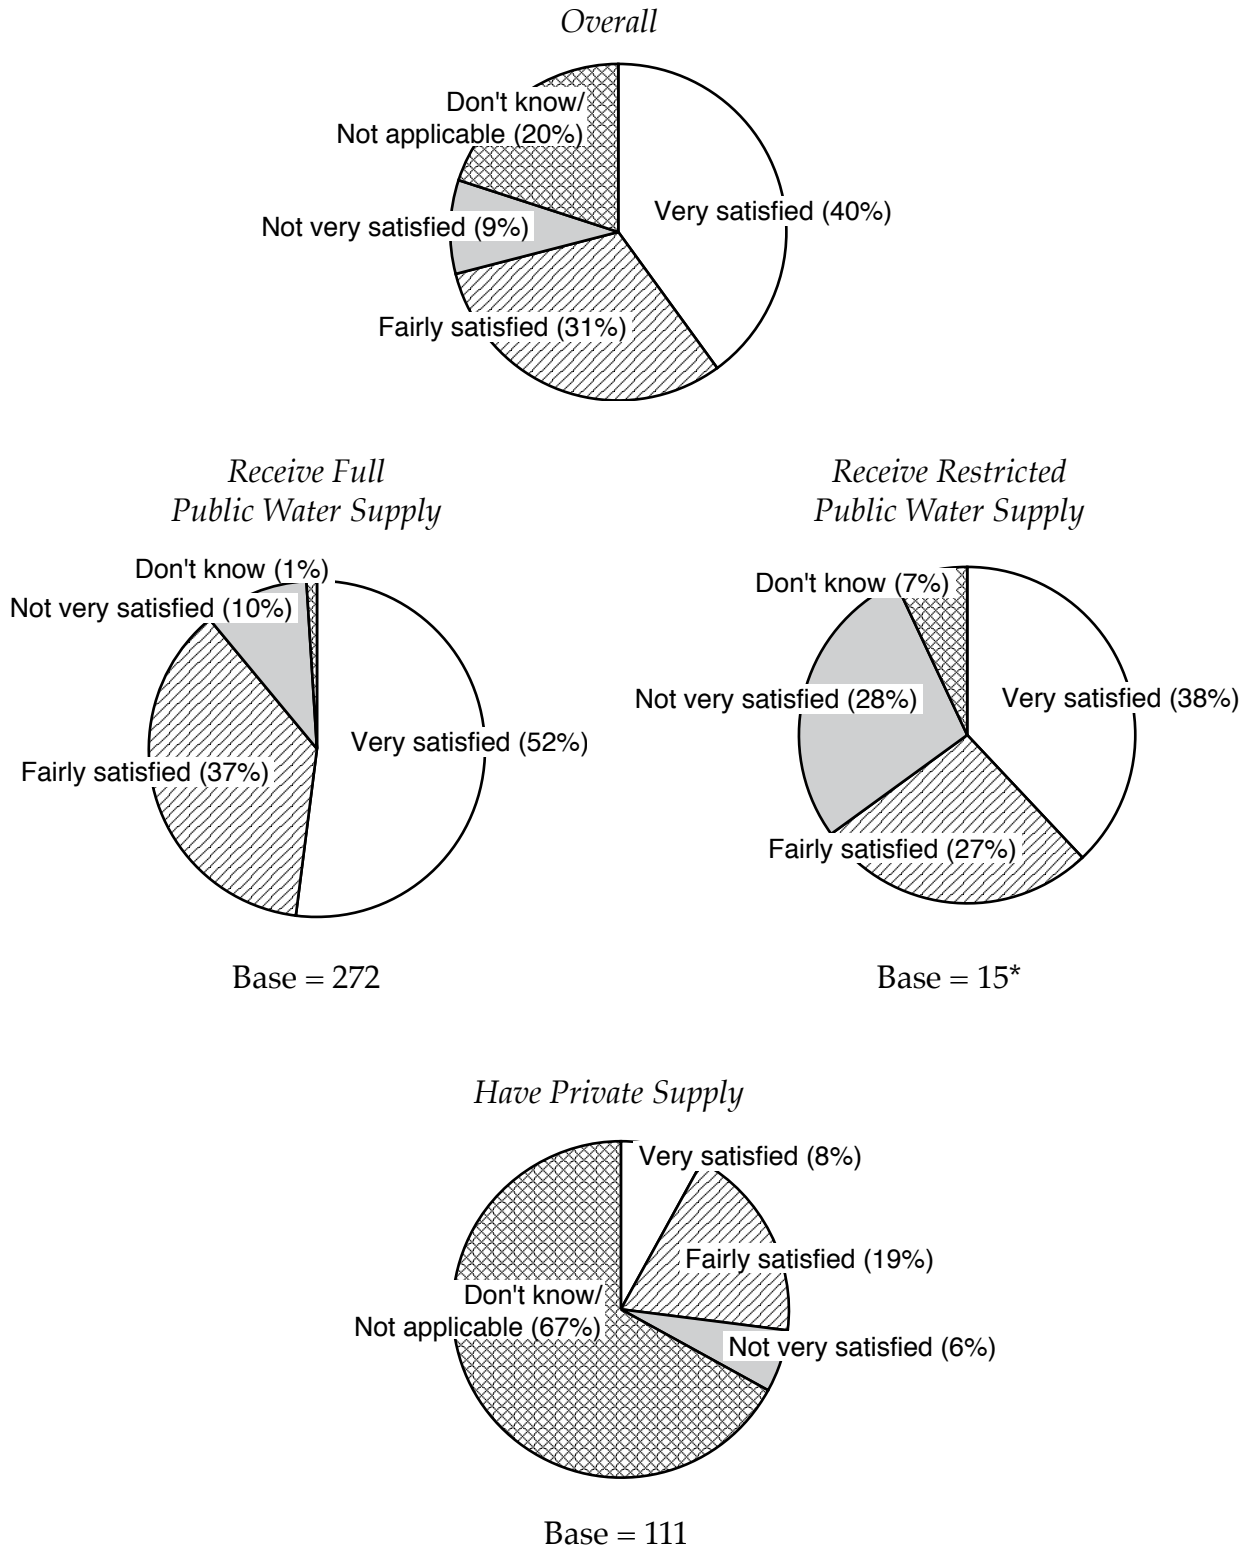 Overall
Don't know/
Not applicable (20%)
Very satisfied (40%)
Not very satisfied (9%)
Fairly satisfied (31%)
Receive Full
Public Water Supply
Don't know (1%)
Not very satisfied (10%)
Very satisfied (52%)
Fairly satisfied (37%)
Base = 272
Receive Restricted
Public Water Supply
Don't know (7%)
Not very satisfied (28%)
Very satisfied (38%)
Fairly satisfied (27%)
Base = 15*
Have Private Supply
Very satisfied (8%)
Fairly satisfied (19%)
Don't know/
Not applicable (67%)
Not very satisfied (6%)
Base = 111